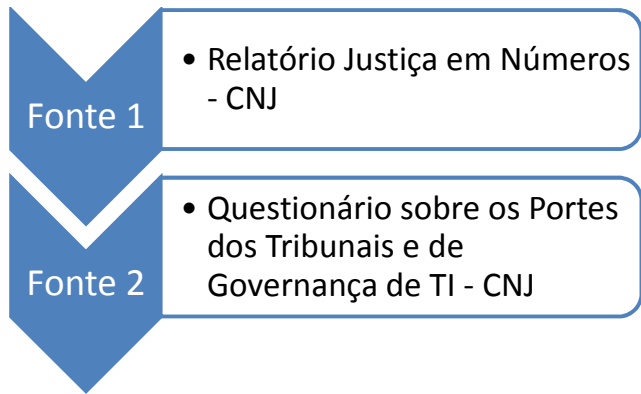 Fonte 1
• Relatório Justiça em Números
- CNJ
Fonte 2
• Questionário sobre os Portes
dos Tribunais e de
Governança de TI - CNJ